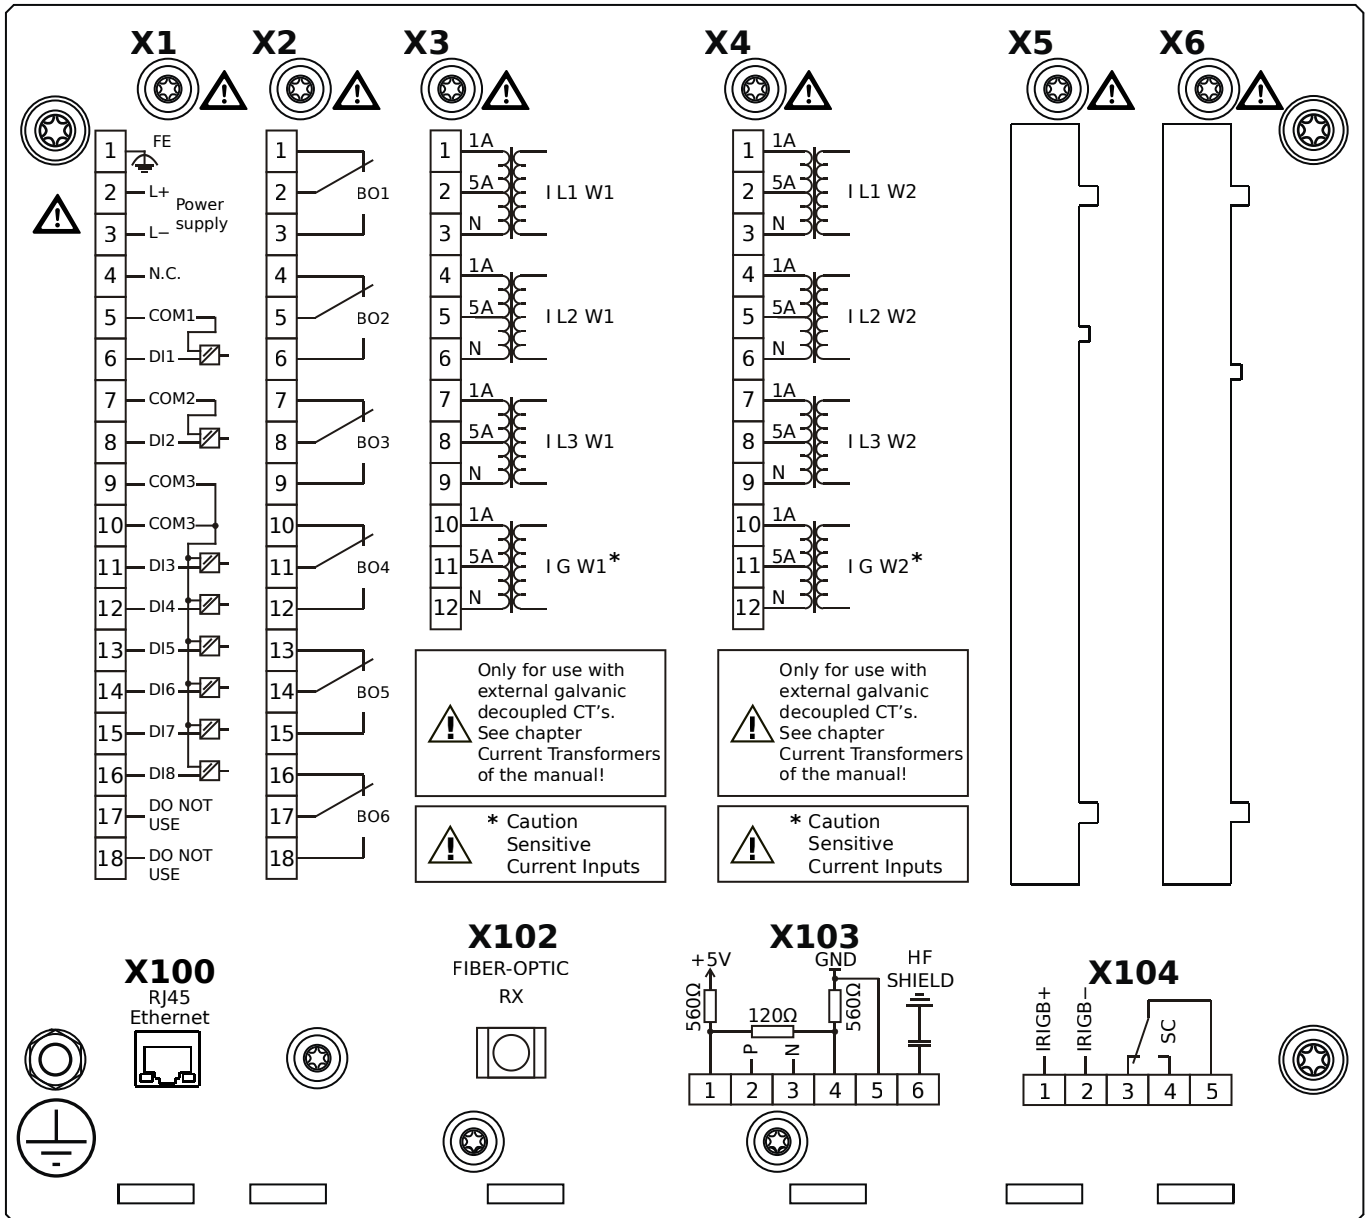 X1
X2
X3
X4
X5
X6
1
FE
2
L+
Power
supply
3
L−
4
N.C.
5
COM1
6
DI1
7
COM2
8
DI2
9
COM3
10
COM3
11
DI3
12
DI4
13
DI5
14
DI6
15
DI7
16
DI8
17
DO NOT
USE
18
DO NOT
USE
1
2
BO1
3
4
5
BO2
6
7
8
BO3
9
10
11
BO4
12
13
14
BO5
15
16
17
BO6
18
1
1A
2
5A
I L1 W1
3
N
4
1A
5
5A
I L2 W1
6
N
7
1A
8
5A
I L3 W1
9
N
10
1A
11
5A
I G W1*
12
N
Only for use with
external galvanic
decoupled CT's.
See chapter
Current Transformers
of the manual!
* Caution
Sensitive
Current Inputs
1
1A
2
5A
I L1 W2
3
N
4
1A
5
5A
I L2 W2
6
N
7
1A
8
5A
I L3 W2
9
N
10
1A
11
5A
I G W2*
12
N
Only for use with
external galvanic
decoupled CT's.
See chapter
Current Transformers
of the manual!
* Caution
Sensitive
Current Inputs
X100
RJ45
Ethernet
X102
FIBER-OPTIC
RX
X103
+5V
GND
HF
SHIELD
560Ω
120Ω
560Ω
P
N
1 2 3 4 5 6
X104
IRIGB+
IRIGB−
SC
1 2 3 4 5